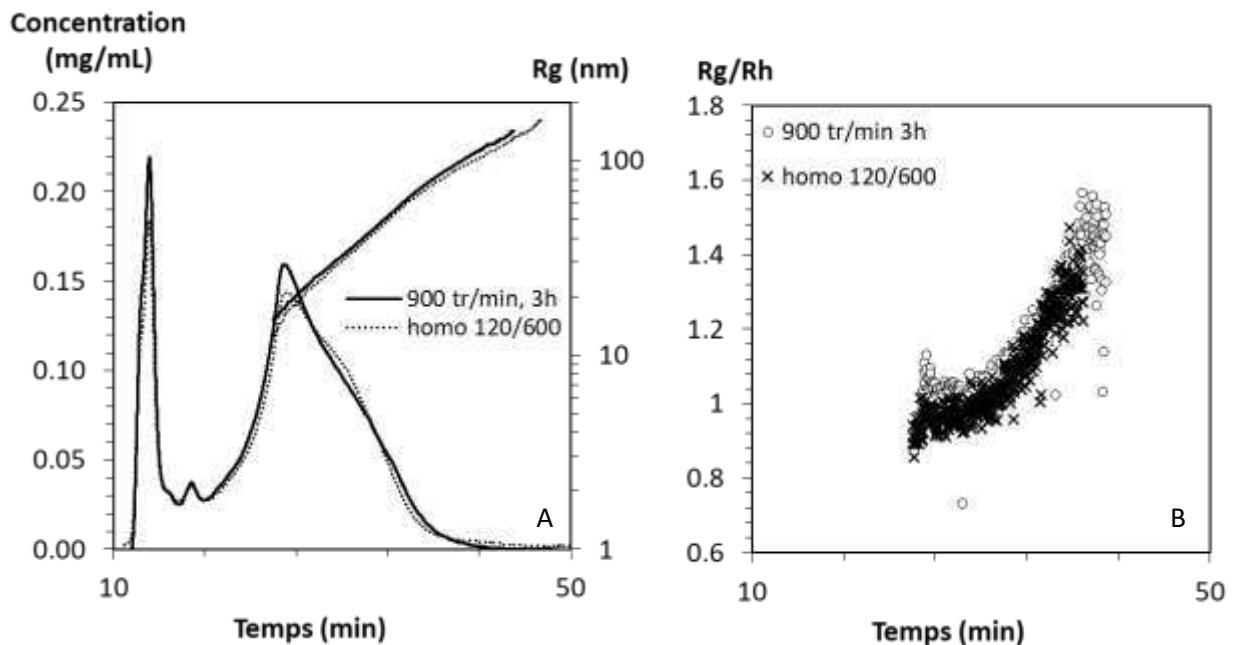 Concentration
(mg/mL)
Rg (nm)
0.25
0.20
0.15
0.10
0.05
0.00
100
10
1
900 tr/min, 3h
homo 120/600
A
10
50
Temps (min)
Rg/Rh
1.8
1.6
1.4
1.2
1
0.8
0.6
900 tr/min 3h
homo 120/600
B
10
50
Temps (min)